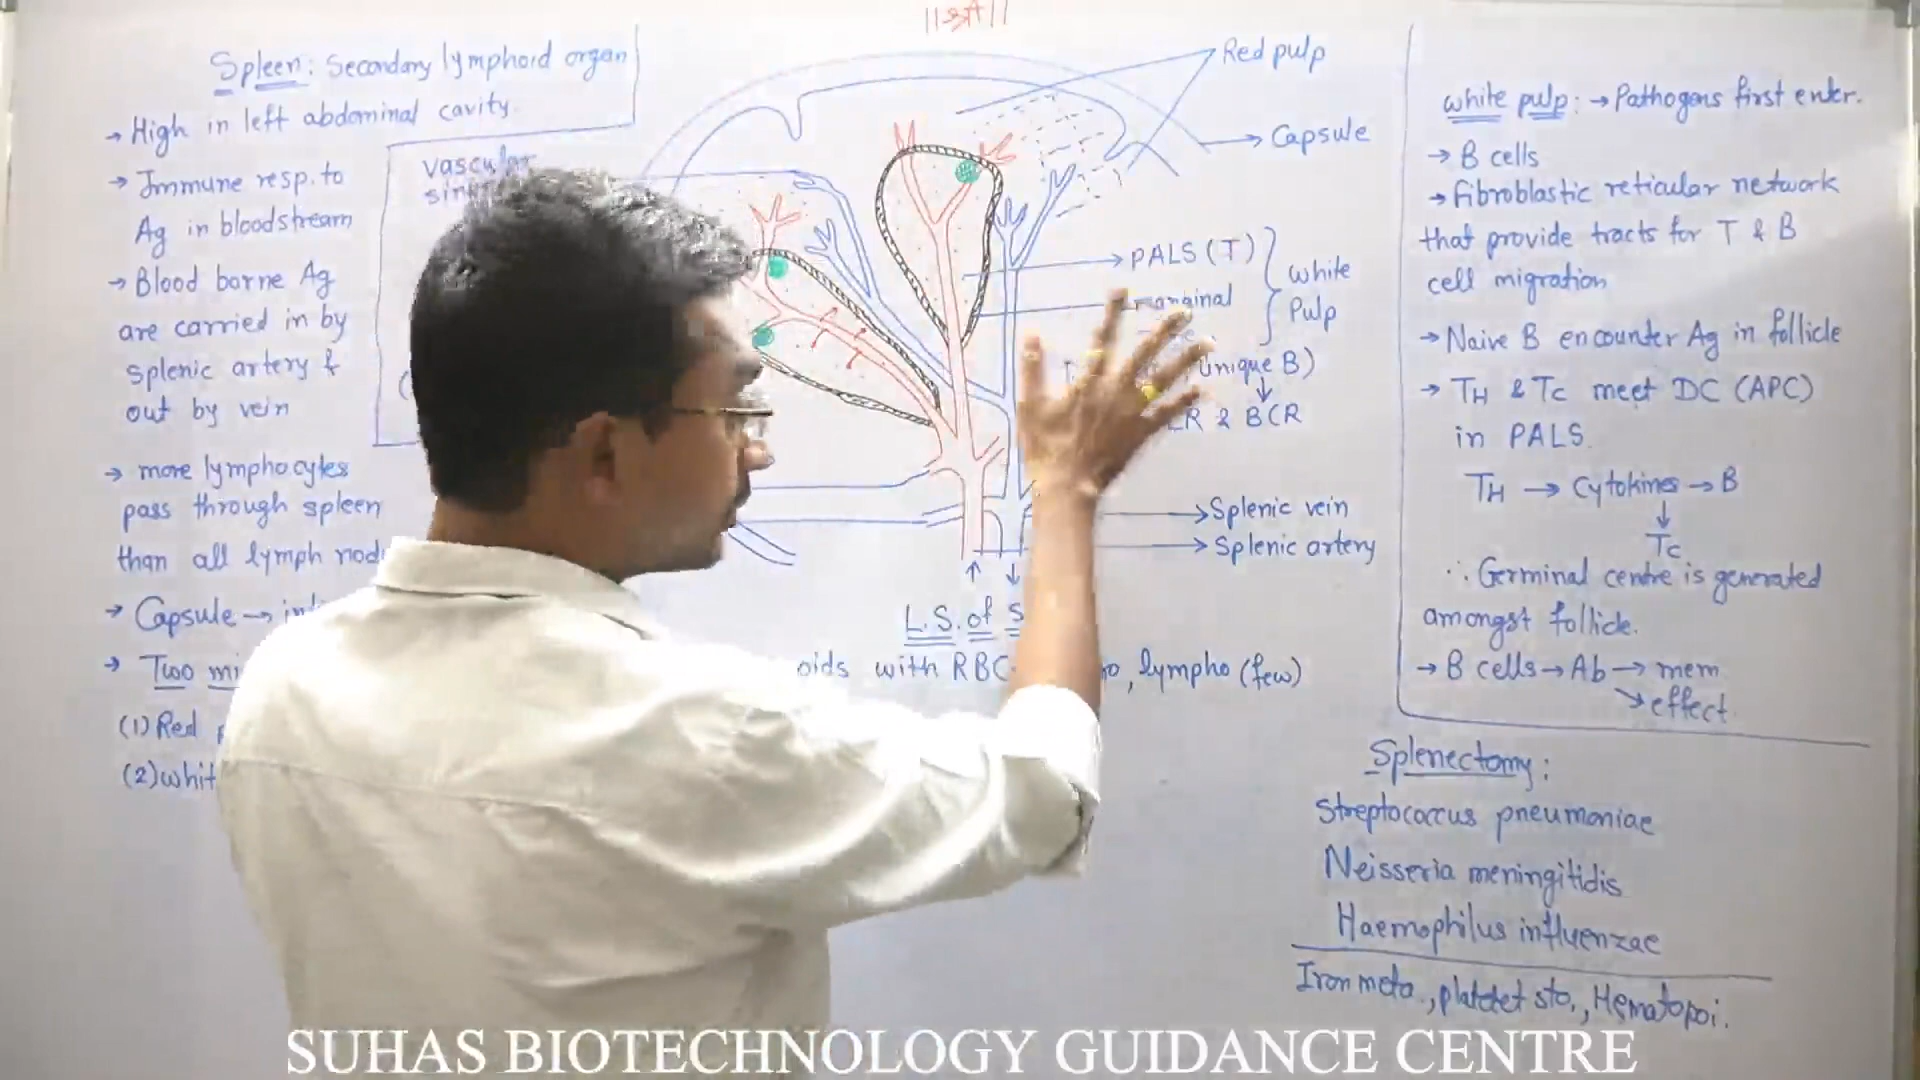 ||श्री||
Spleen: Secondary lymphoid organ
→ High in left abdominal cavity.
→ Immune resp. to
Ag in bloodstream
→ Blood borne Ag
are carried in by
splenic artery &
out by vein
→ more lymphocytes
pass through spleen
than all lymph
→ Capsule →
→ Two
(1) Red
(2)
vascular
Red pulp
→ Capsule
→ PALS (T)
marginal
White
Pulp
(unique B)
↓
& BCR
→ Splenic vein
→ Splenic artery
↑ ↓
L.S. of
with RBC lympho (few)
white pulp: → Pathogens first enter.
→ B cells
→ Fibroblastic reticular network
that provide tracts for T & B
cell migration
→ Naive B encounter Ag in follicle
→ TH & Tc meet DC (APC)
in PALS.
TH → Cytokines → B
↓
Tc
∴ Germinal centre is generated
amongst follicle.
→ B cells → Ab → mem
↘ effect.
Splenectomy:
Streptococcus pneumoniae
Neisseria meningitidis
Haemophilus influenzae
Iron meta., platelet sto., Hematopoi.
SUHAS BIOTECHNOLOGY GUIDANCE CENTRE